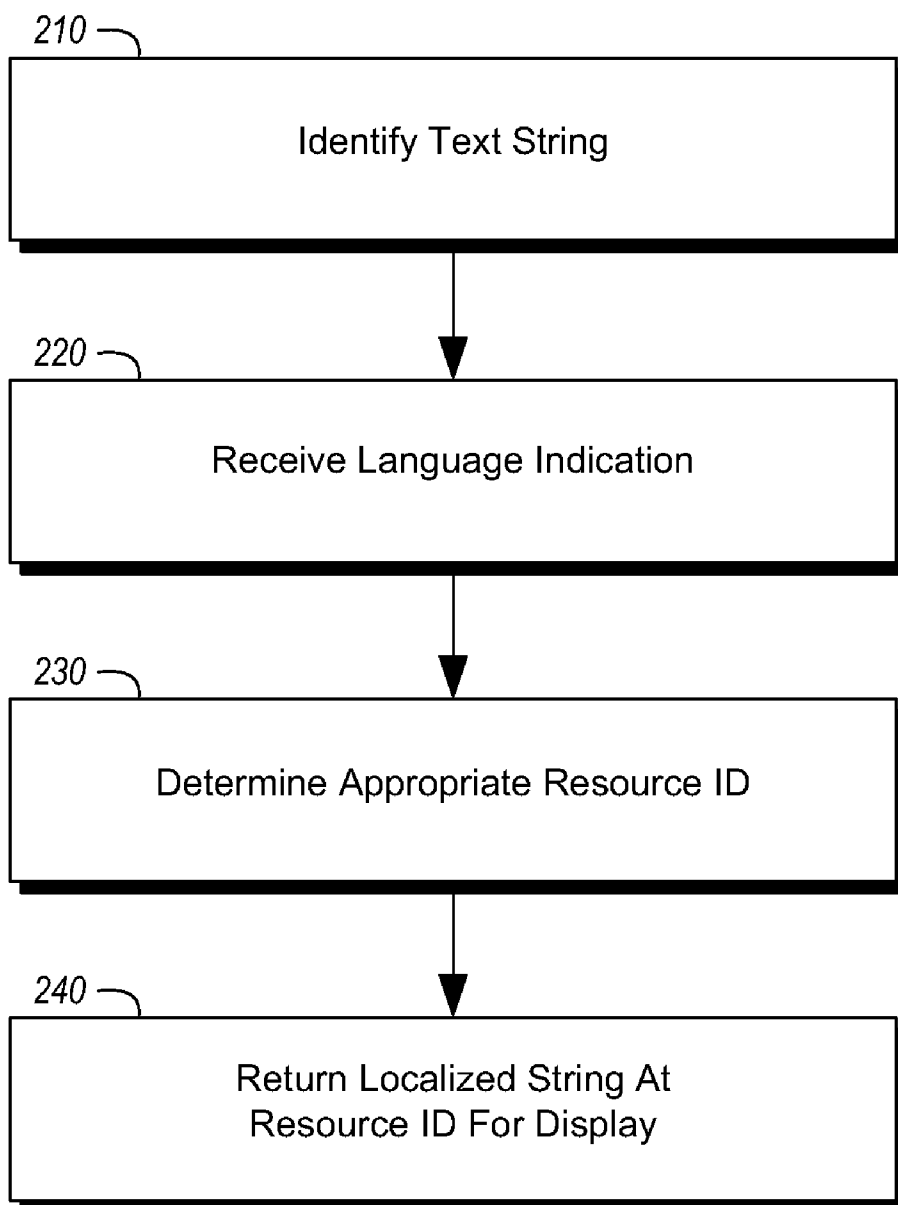 210
Identify Text String
220
Receive Language Indication
230
Determine Appropriate Resource ID
240
Return Localized String At
Resource ID For Display